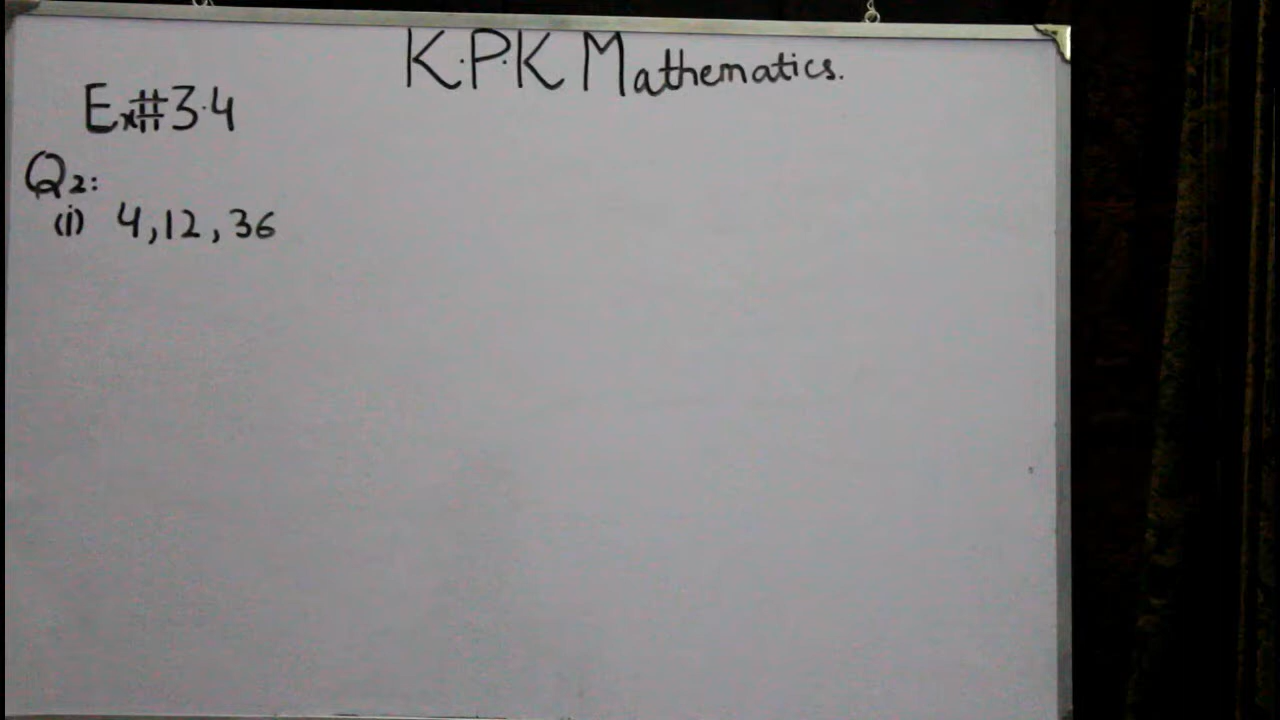 K.P.K Mathematics.
Ex#3.4
Q2:
(i) 4,12,36